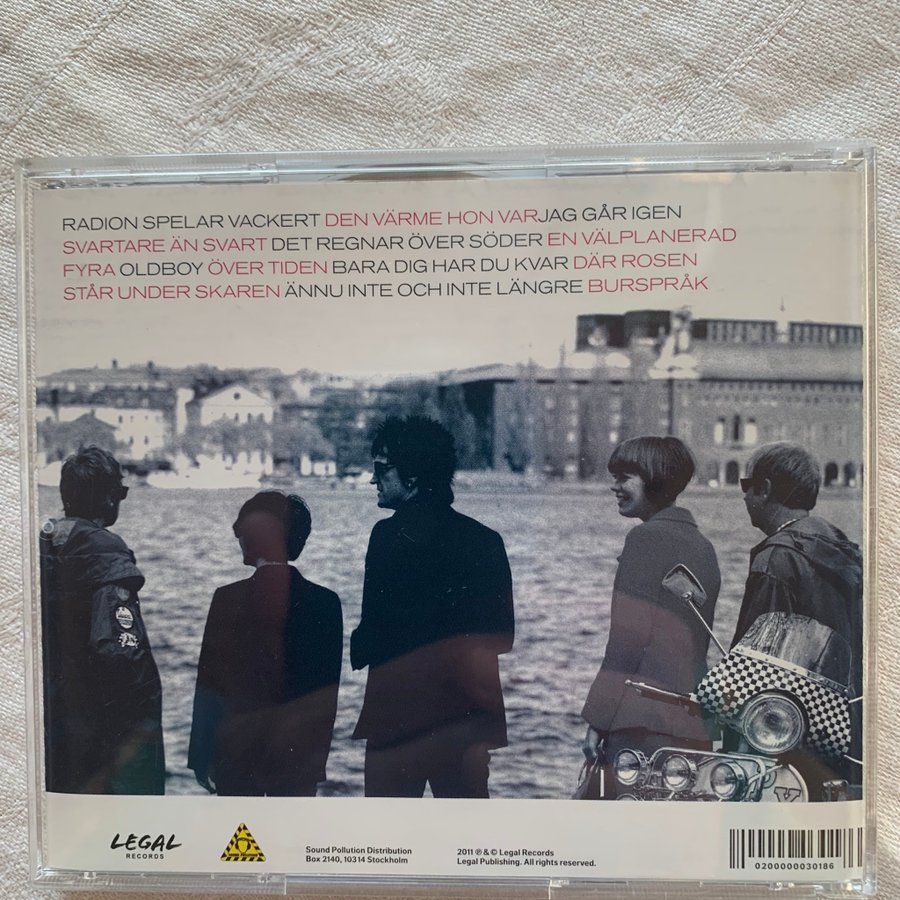 RADION SPELAR VACKERT DEN VÄRME HON VARJAG GÅR IGEN
SVARTARE ÄN SVART DET REGNAR ÖVER SÖDER EN VÄLPLANERAD
FYRA OLDBOY ÖVER TIDEN BARA DIG HAR DU KVAR DÄR ROSEN
STÅR UNDER SKAREN ÄNNU INTE OCH INTE LÄNGRE BURSPRÅK
LEGAL
RECORDS
Sound Pollution Distribution
Box 2140, 10314 Stockholm
2011 ℗ & © Legal Records
Legal Publishing. All rights reserved.
0200000030186